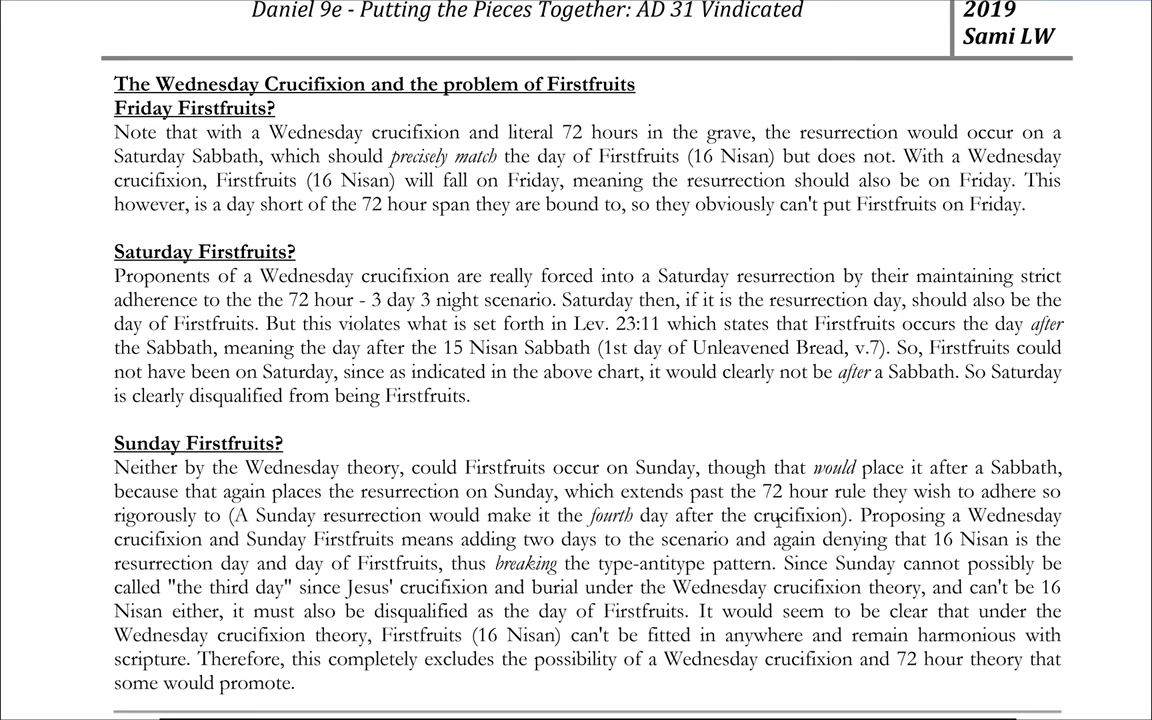 Daniel 9e - Putting the Pieces Together: AD 31 Vindicated
2019
Sami LW
The Wednesday Crucifixion and the problem of Firstfruits
Friday Firstfruits?
Note that with a Wednesday crucifixion and literal 72 hours in the grave, the resurrection would occur on a
Saturday Sabbath, which should precisely match the day of Firstfruits (16 Nisan) but does not. With a Wednesday
crucifixion, Firstfruits (16 Nisan) will fall on Friday, meaning the resurrection should also be on Friday. This
however, is a day short of the 72 hour span they are bound to, so they obviously can't put Firstfruits on Friday.
Saturday Firstfruits?
Proponents of a Wednesday crucifixion are really forced into a Saturday resurrection by their maintaining strict
adherence to the the 72 hour - 3 day 3 night scenario. Saturday then, if it is the resurrection day, should also be the
day of Firstfruits. But this violates what is set forth in Lev. 23:11 which states that Firstfruits occurs the day after
the Sabbath, meaning the day after the 15 Nisan Sabbath (1st day of Unleavened Bread, v.7). So, Firstfruits could
not have been on Saturday, since as indicated in the above chart, it would clearly not be after a Sabbath. So Saturday
is clearly disqualified from being Firstfruits.
Sunday Firstfruits?
Neither by the Wednesday theory, could Firstfruits occur on Sunday, though that would place it after a Sabbath,
because that again places the resurrection on Sunday, which extends past the 72 hour rule they wish to adhere so
rigorously to (A Sunday resurrection would make it the fourth day after the crucifixion). Proposing a Wednesday
crucifixion and Sunday Firstfruits means adding two days to the scenario and again denying that 16 Nisan is the
resurrection day and day of Firstfruits, thus breaking the type-antitype pattern. Since Sunday cannot possibly be
called "the third day" since Jesus' crucifixion and burial under the Wednesday crucifixion theory, and can't be 16
Nisan either, it must also be disqualified as the day of Firstfruits. It would seem to be clear that under the
Wednesday crucifixion theory, Firstfruits (16 Nisan) can't be fitted in anywhere and remain harmonious with
scripture. Therefore, this completely excludes the possibility of a Wednesday crucifixion and 72 hour theory that
some would promote.